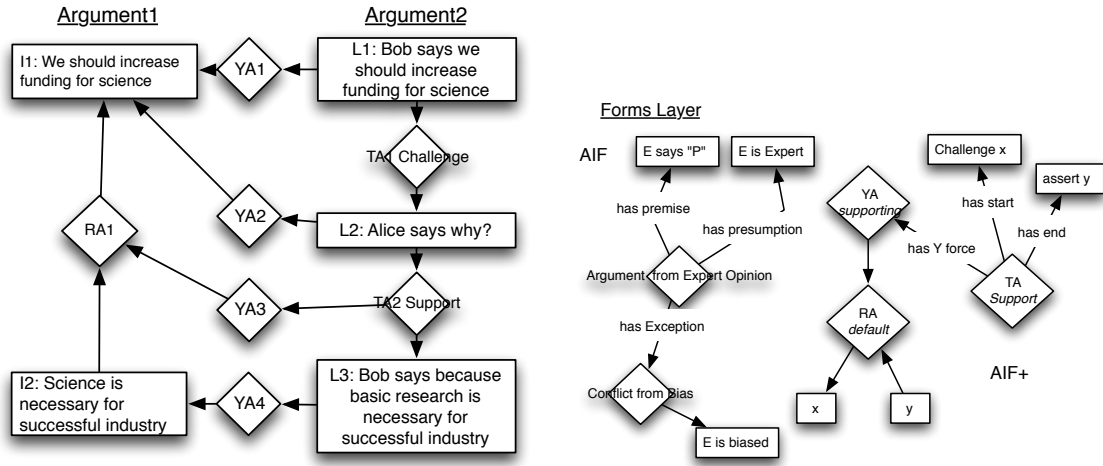 Argument1
Argument2
I1: We should increase
funding for science
YA1
L1: Bob says we
should increase
funding for science
TA Challenge
RA1
YA2
L2: Alice says why?
YA3
TA2 Support
I2: Science is
necessary for
successful industry
YA4
L3: Bob says because
basic research is
necessary for
successful industry
Forms Layer
AIF
E says "P"
E is Expert
Challenge x
assert y
has premise
has presumption
YA
supporting
has start
has end
has Y force
Argument from Expert Opinion
TA
Support
has Exception
RA
default
Conflict from Bias
AIF+
x
y
E is biased